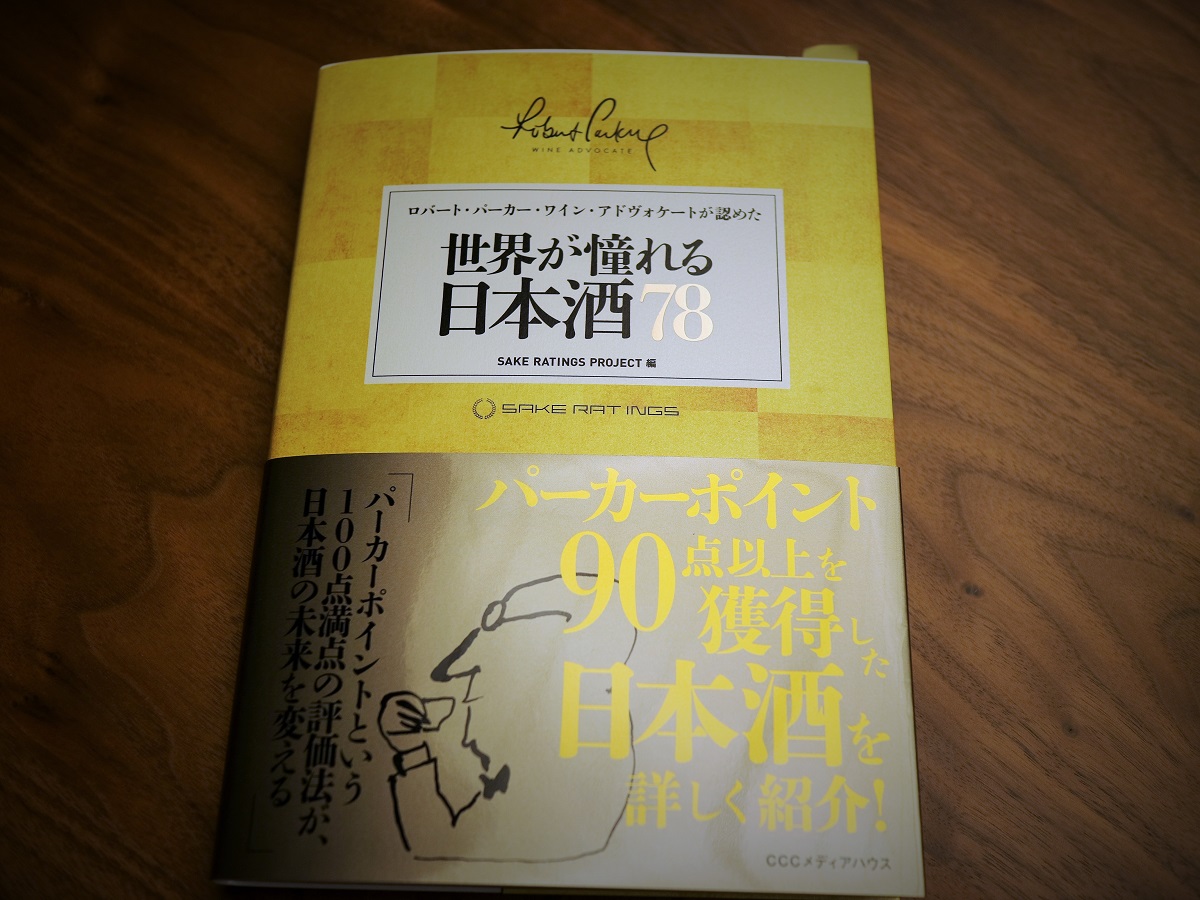 Robert Parker
WINE ADVOCATE
ロバート・パーカー・ワイン・アドヴォケートが認めた
世界が憧れる
日本酒78
SAKE RATINGS PROJECT 編
SAKE RATINGS
パーカーポイント
90点以上を
獲得した
日本酒を
詳しく紹介!
「パーカーポイントという
100点満点の評価法が、
日本酒の未来を変える」
CCCメディアハウス